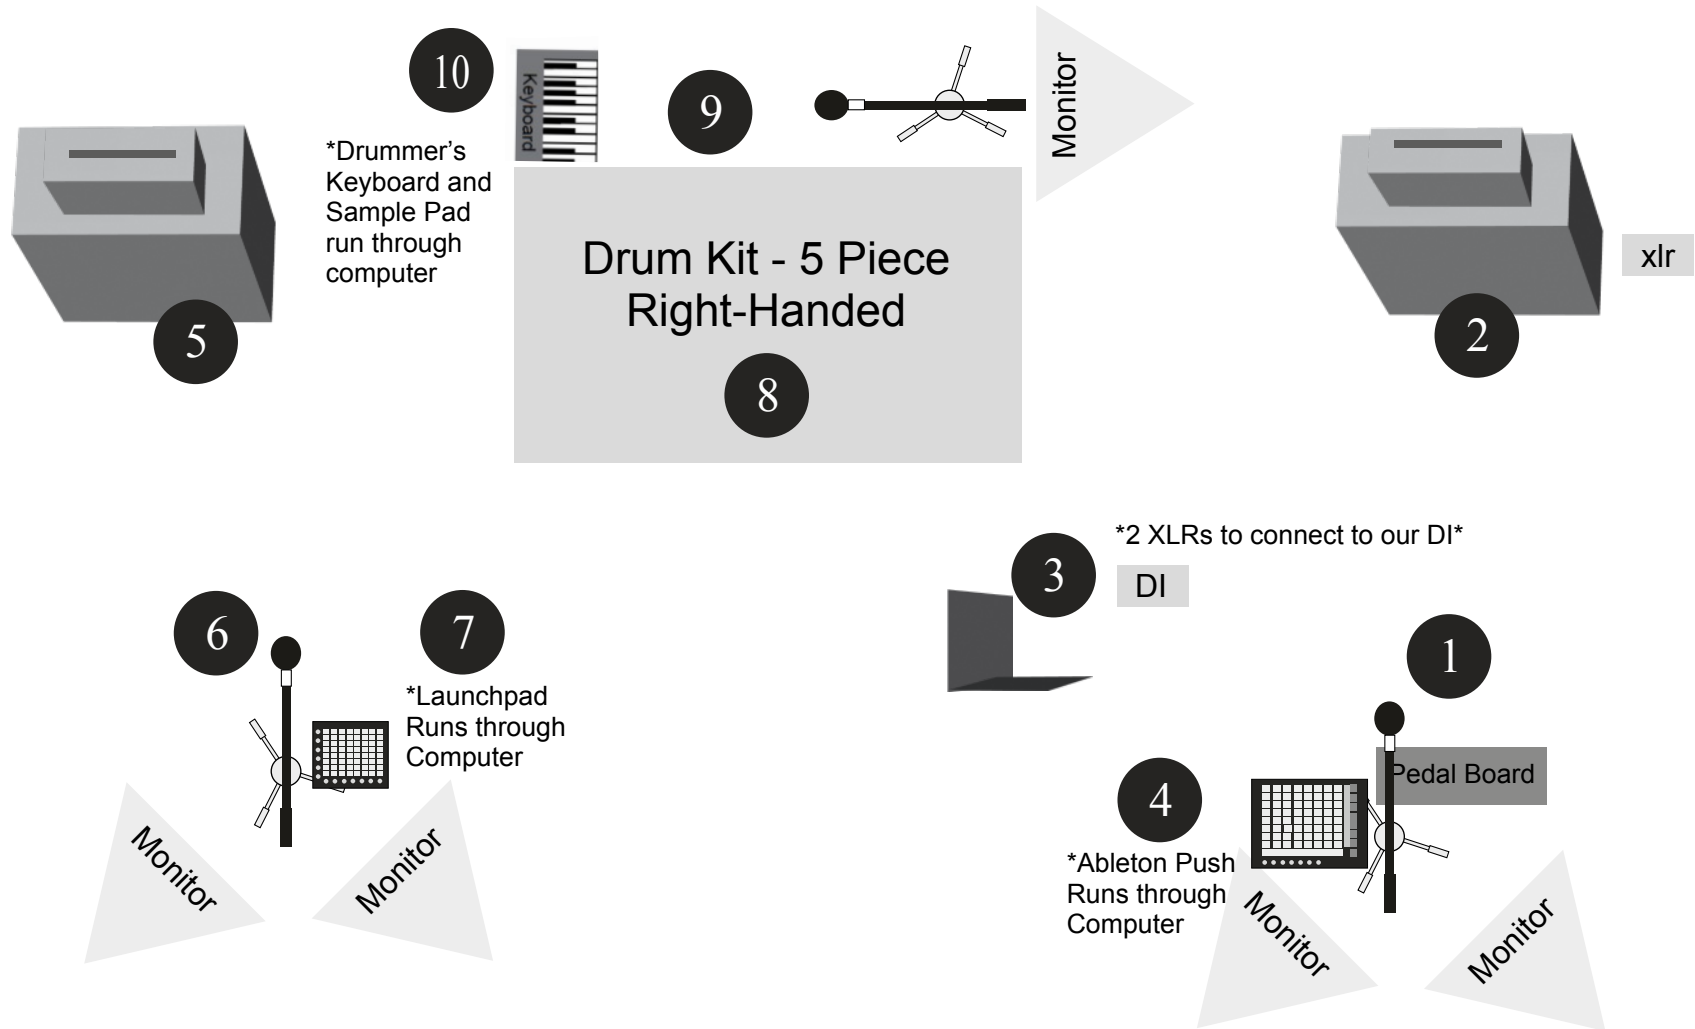 10
Keyboard
9
Monitor
*Drummer’s
Keyboard and
Sample Pad
run through
computer
Drum Kit - 5 Piece
Right-Handed
xlr
5
2
8
*2 XLRs to connect to our DI*
3
DI
6
7
1
*Launchpad
Runs through
Computer
Pedal Board
4
*Ableton Push
Runs through
Computer
Monitor
Monitor
Monitor
Monitor